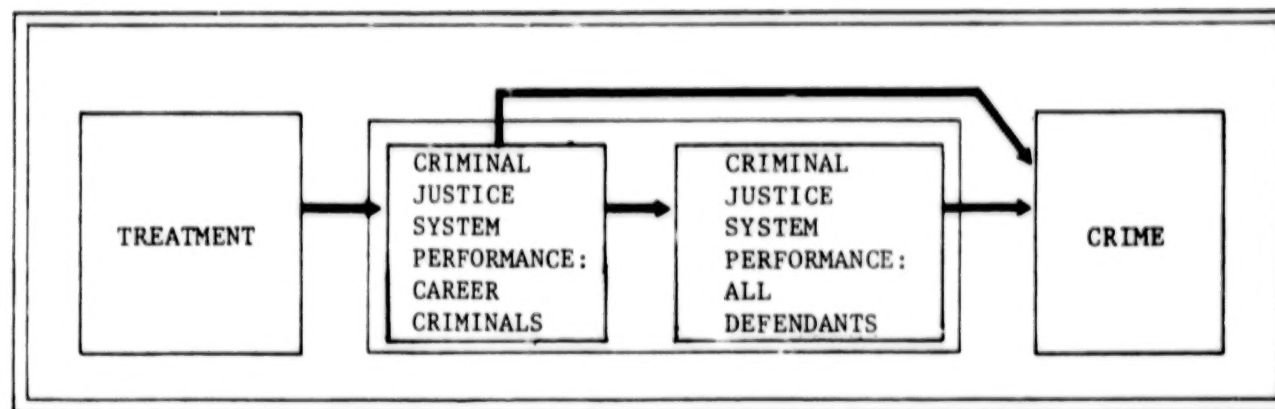 TREATMENT
CRIMINAL
JUSTICE
SYSTEM
PERFORMANCE:
CAREER
CRIMINALS
CRIMINAL
JUSTICE
SYSTEM
PERFORMANCE:
ALL
DEFENDANTS
CRIME